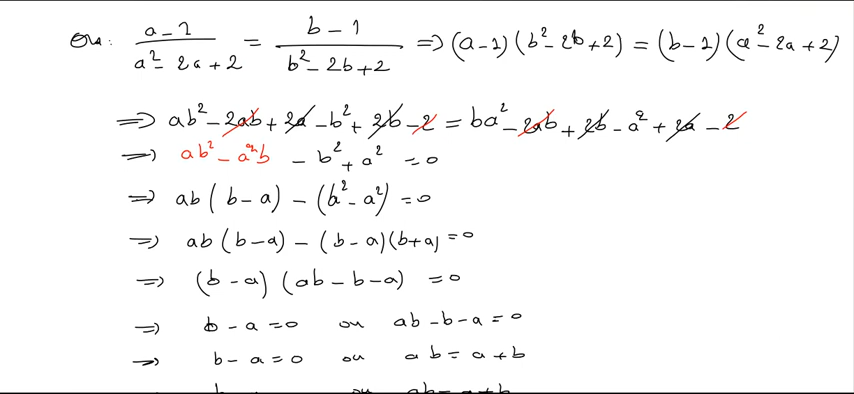 On a: (a-1)/(a²-2a+2) = (b-1)/(b²-2b+2) => (a-1)(b²-2b+2) = (b-1)(a²-2a+2)
=> ab²-2ab+2a-b²+2b-2 = ba²-2ab+2b-a²+2a-2
=> ab²-a²b - b²+a² = 0
=> ab(b-a) - (b²-a²) = 0
=> ab(b-a) - (b-a)(b+a) = 0
=> (b-a)(ab-b-a) = 0
=> b-a=0 ou ab-b-a=0
=> b-a=0 ou ab=a+b